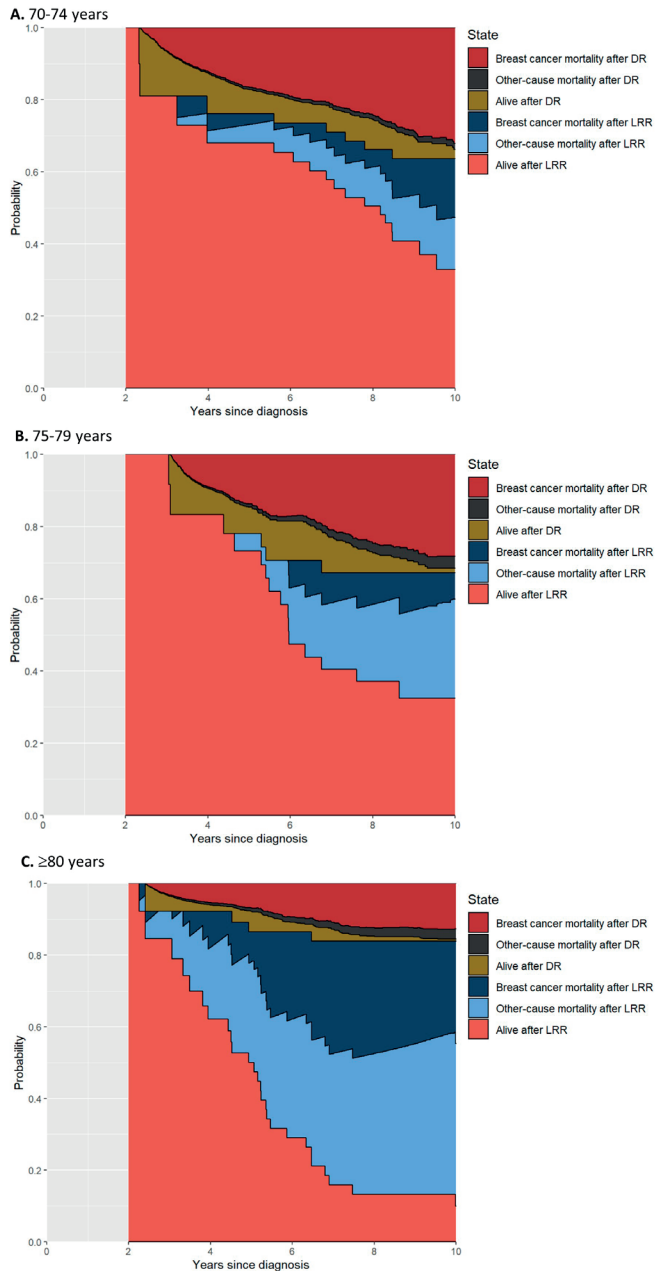 A. 70-74 years
State
Breast cancer mortality after DR
Other-cause mortality after DR
Alive after DR
Breast cancer mortality after LRR
Other-cause mortality after LRR
Alive after LRR
Probability
1.0
0.8
0.6
0.4
0.2
0.0
0 2 4 6 8 10
Years since diagnosis
B. 75-79 years
State
Breast cancer mortality after DR
Other-cause mortality after DR
Alive after DR
Breast cancer mortality after LRR
Other-cause mortality after LRR
Alive after LRR
Probability
1.0
0.8
0.6
0.4
0.2
0.0
0 2 4 6 8 10
Years since diagnosis
C. ≥80 years
State
Breast cancer mortality after DR
Other-cause mortality after DR
Alive after DR
Breast cancer mortality after LRR
Other-cause mortality after LRR
Alive after LRR
Probability
1.0
0.8
0.6
0.4
0.2
0.0
0 2 4 6 8 10
Years since diagnosis